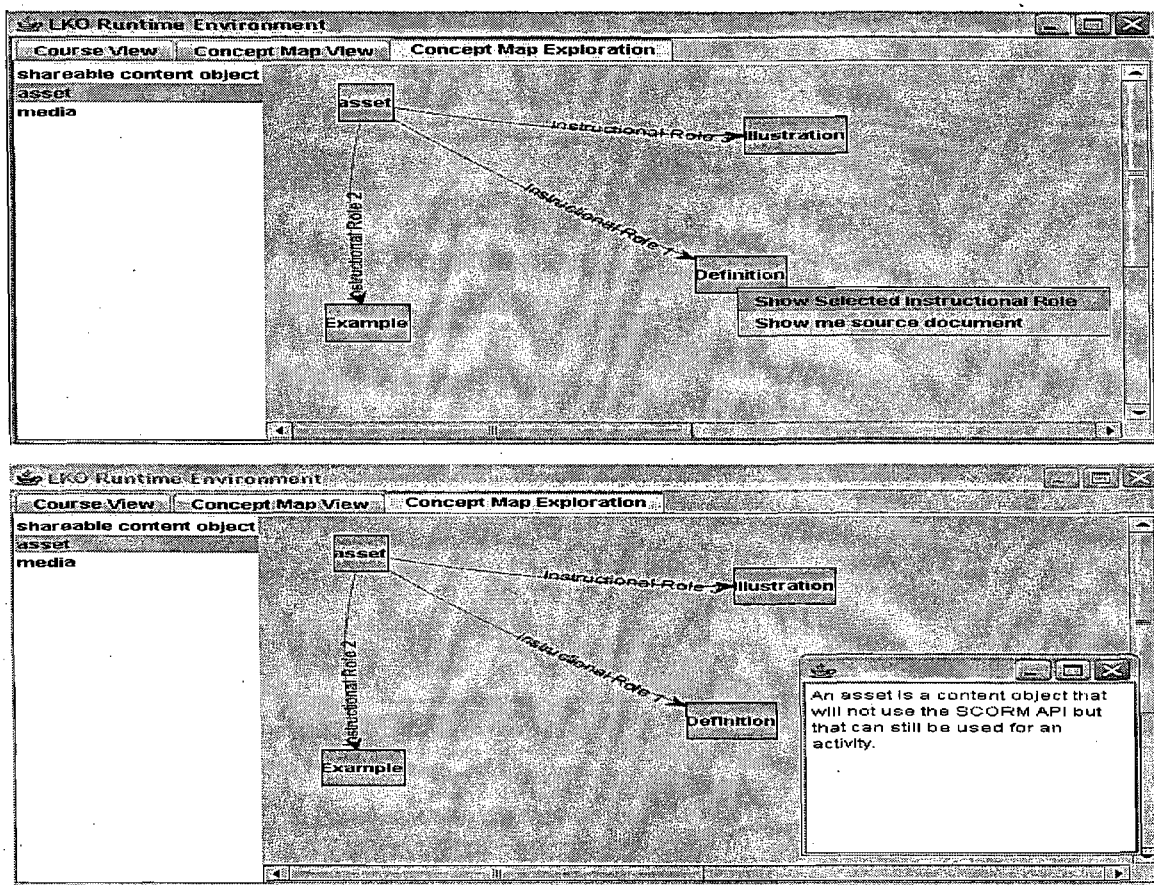 LKO Runtime Environment
Course View Concept Map View Concept Map Exploration
shareable content object
asset
media
asset
Instructional Role 3
Illustration
Instructional Role 2
Instructional Role 1
Definition
Show Selected Instructional Role
Show me source document
Example
LKO Runtime Environment
Course View Concept Map View Concept Map Exploration
shareable content object
asset
media
asset
Instructional Role
Illustration
Instructional Role 2
Instructional Role 1
Definition
Example
An asset is a content object that
will not use the SCORM API but
that can still be used for an
activity.